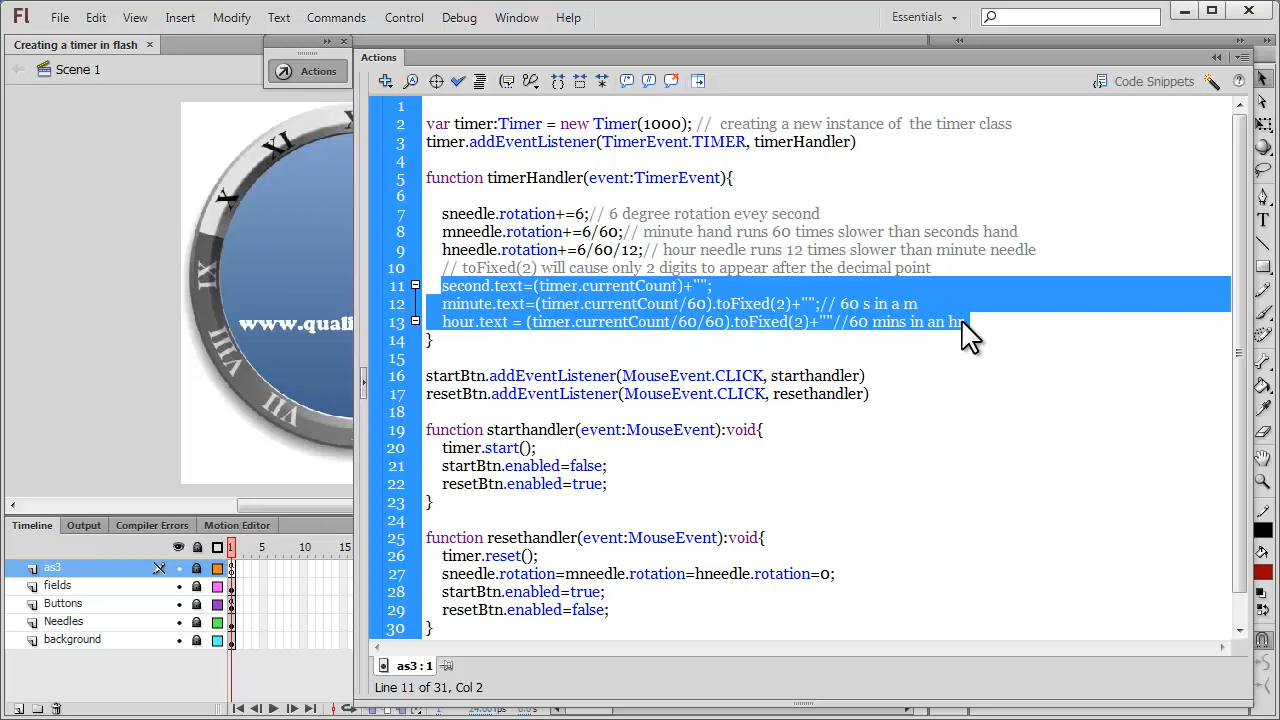 Fl File Edit View Insert Modify Text Commands Control Debug Window Help Essentials
Creating a timer in flash
Actions
Scene 1
Actions
Code Snippets
1
2 var timer:Timer = new Timer(1000); // creating a new instance of the timer class
3 timer.addEventListener(TimerEvent.TIMER, timerHandler)
4
5 function timerHandler(event:TimerEvent){
6
7 sneedle.rotation+=6;// 6 degree rotation evey second
8 mneedle.rotation+=6/60;// minute hand runs 60 times slower than seconds hand
9 hneedle.rotation+=6/60/12;// hour needle runs 12 times slower than minute needle
10 // toFixed(2) will cause only 2 digits to appear after the decimal point
11 second.text=(timer.currentCount)+"";
12 minute.text=(timer.currentCount/60).toFixed(2)+"";// 60 s in a m
13 hour.text = (timer.currentCount/60/60).toFixed(2)+""//60 mins in an hr
14 }
15
16 startBtn.addEventListener(MouseEvent.CLICK, starthandler)
17 resetBtn.addEventListener(MouseEvent.CLICK, resethandler)
18
19 function starthandler(event:MouseEvent):void{
20 timer.start();
21 startBtn.enabled=false;
22 resetBtn.enabled=true;
23 }
24
25 function resethandler(event:MouseEvent):void{
26 timer.reset();
27 sneedle.rotation=mneedle.rotation=hneedle.rotation=0;
28 startBtn.enabled=true;
29 resetBtn.enabled=false;
30 }
as3:1
Line 11 of 31, Col 2
XI
X
IX
VIII
VII
www.quali
Timeline Output Compiler Errors Motion Editor
1 5 10 15
as3
fields
Buttons
Needles
background